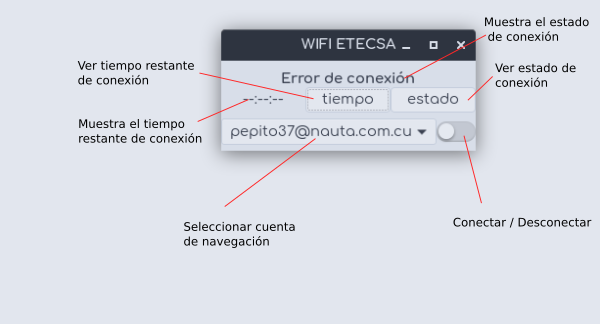 Muestra el estado
de conexión
WIFI ETECSA
Ver tiempo restante
de conexión
Error de conexión
Ver estado de
conexión
--:--:--
tiempo
estado
Muestra el tiempo
restante de conexión
pepito37@nauta.com.cu
Seleccionar cuenta
de navegación
Conectar / Desconectar